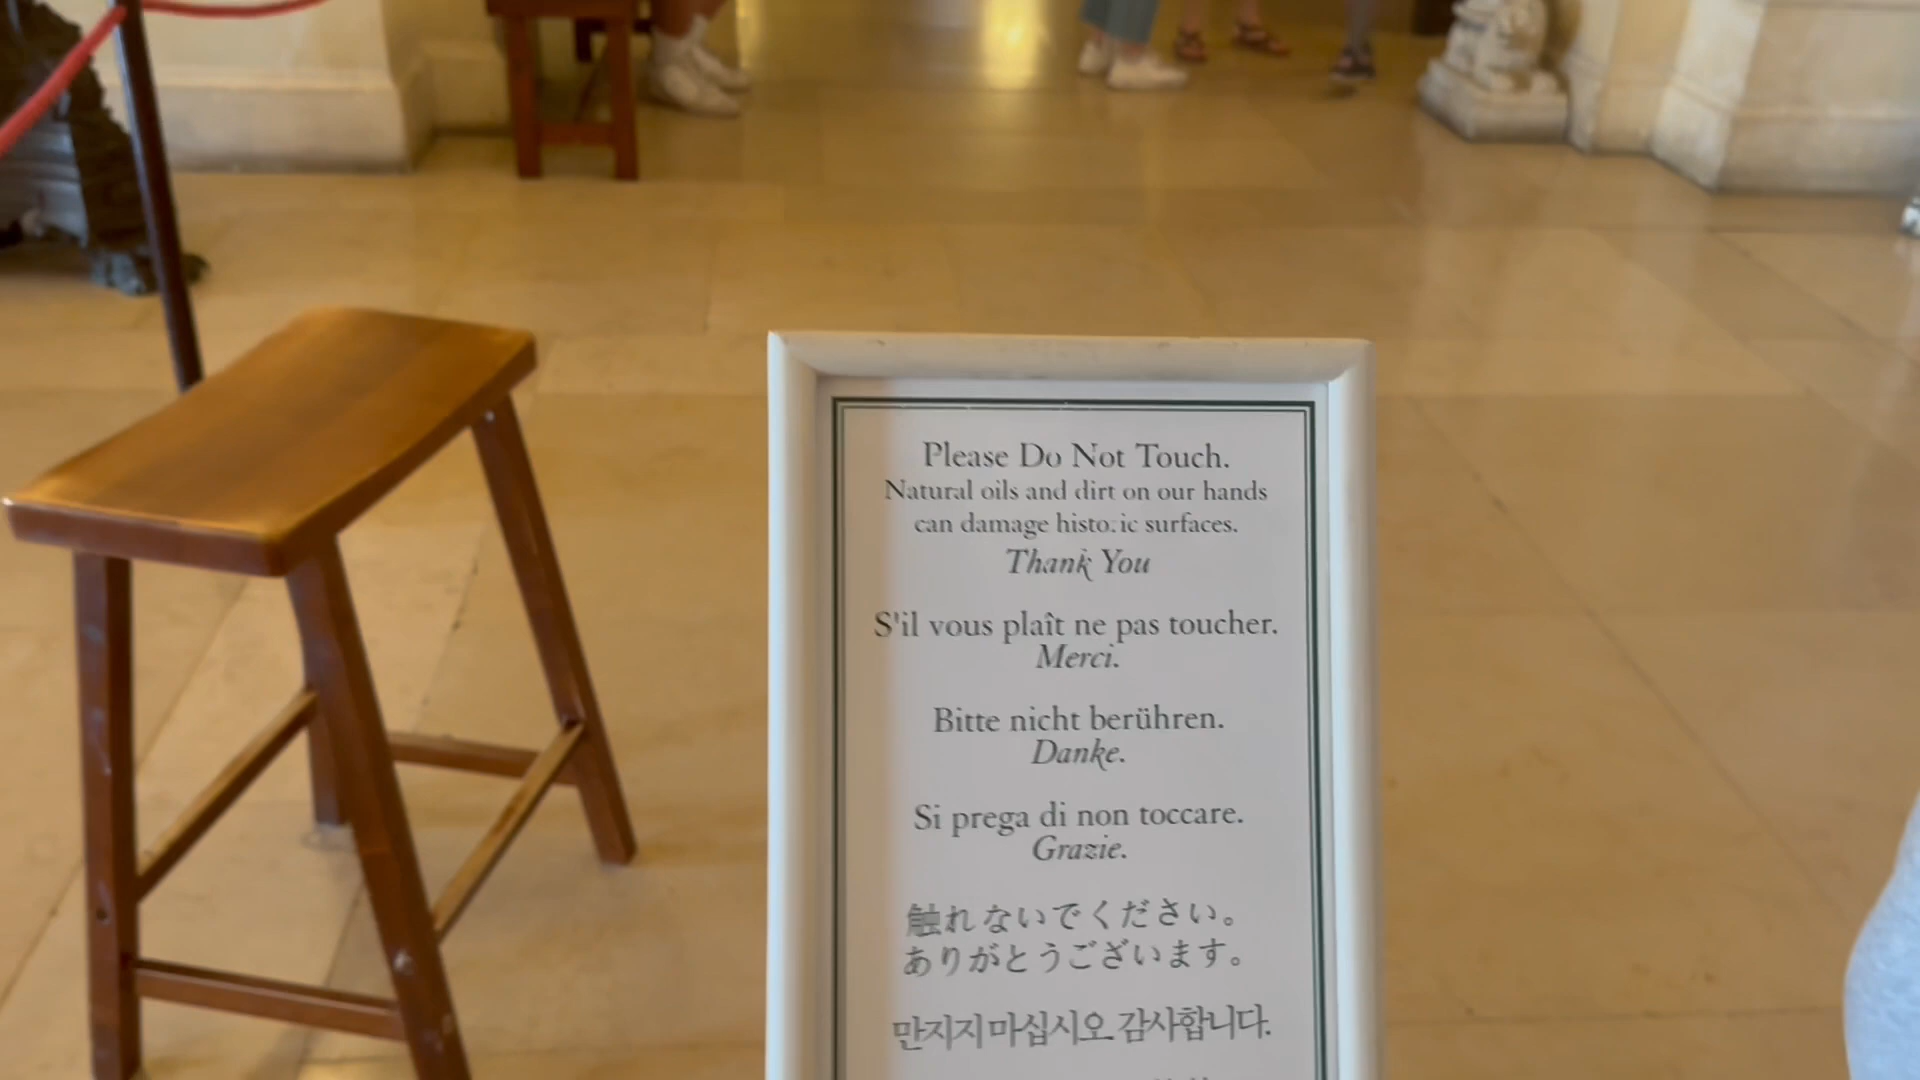 Please Do Not Touch.
Natural oils and dirt on our hands
can damage historic surfaces.
Thank You
S'il vous plaît ne pas toucher.
Merci.
Bitte nicht berühren.
Danke.
Si prega di non toccare.
Grazie.
触れないでください。
ありがとうございます。
만지지 마십시오. 감사합니다.